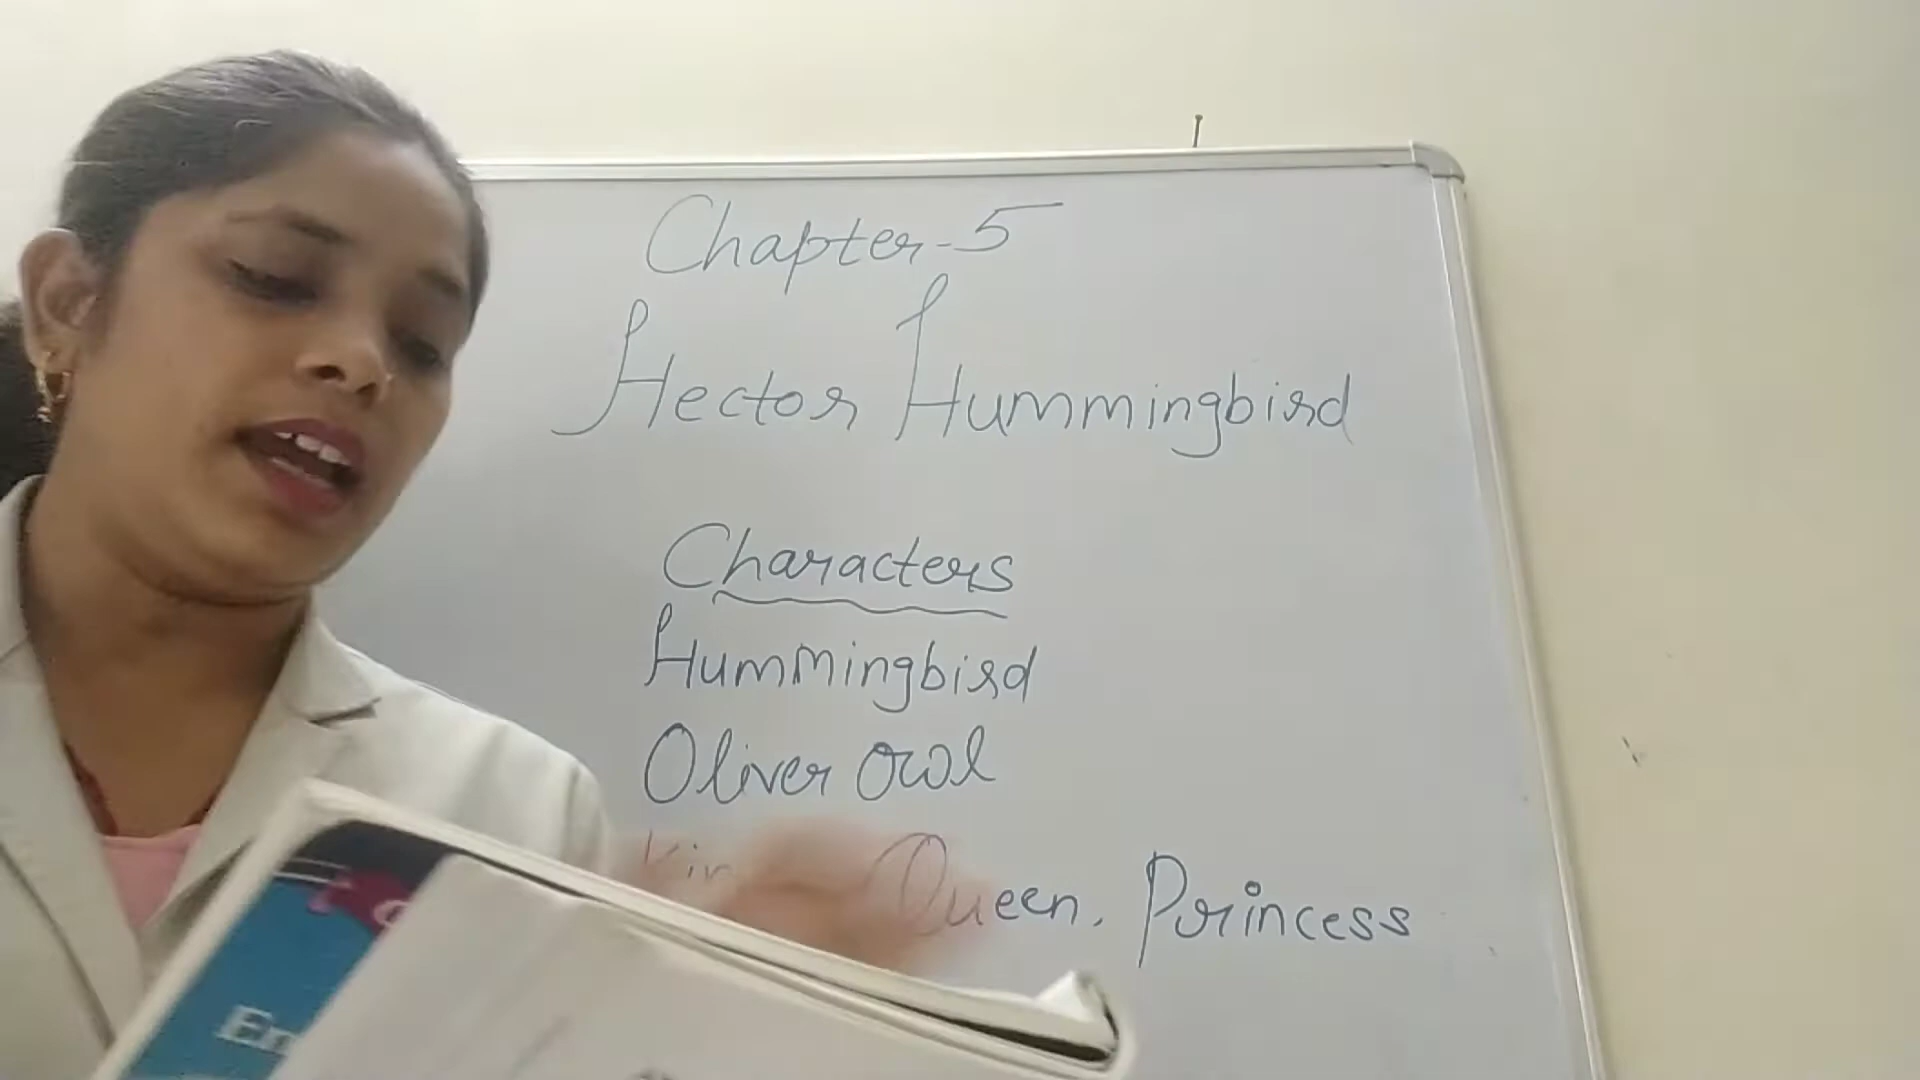 Chapter-5
Hector Hummingbird
Characters
Hummingbird
Oliver owl
Queen, Princess